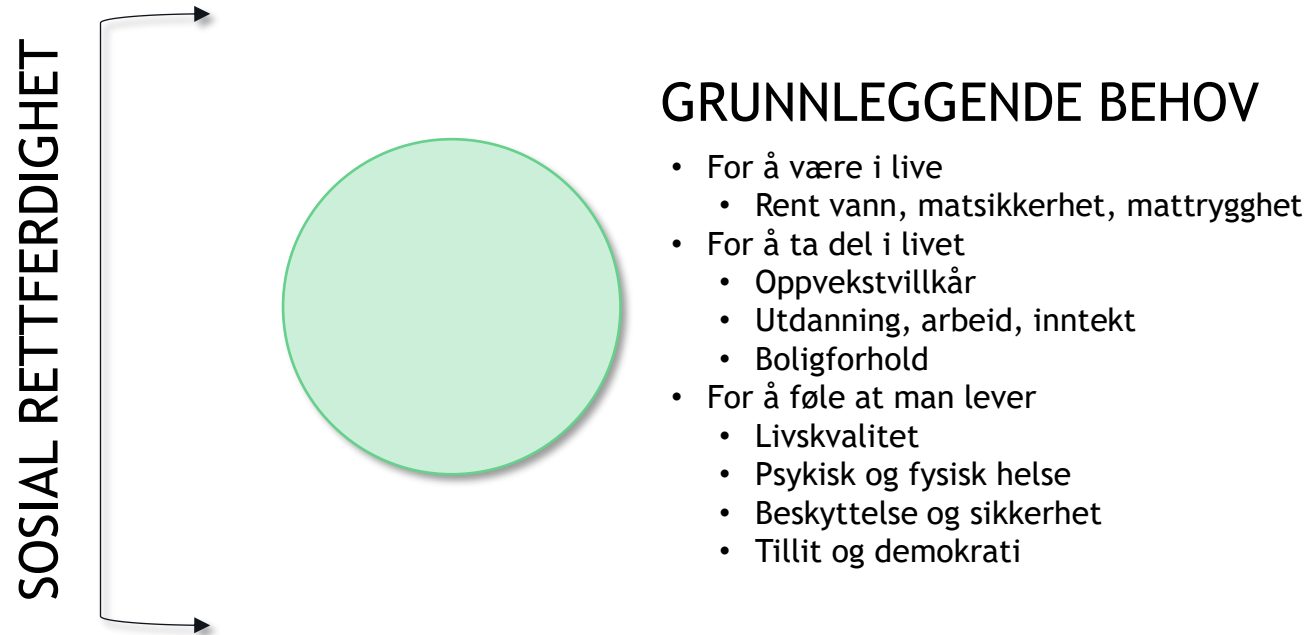 SOSIAL RETTFERDIGHET
GRUNNLEGGENDE BEHOV
• For å være i live
• Rent vann, matsikkerhet, mattrygghet
• For å ta del i livet
• Oppvekstvillkår
• Utdanning, arbeid, inntekt
• Boligforhold
• For å føle at man lever
• Livskvalitet
• Psykisk og fysisk helse
• Beskyttelse og sikkerhet
• Tillit og demokrati